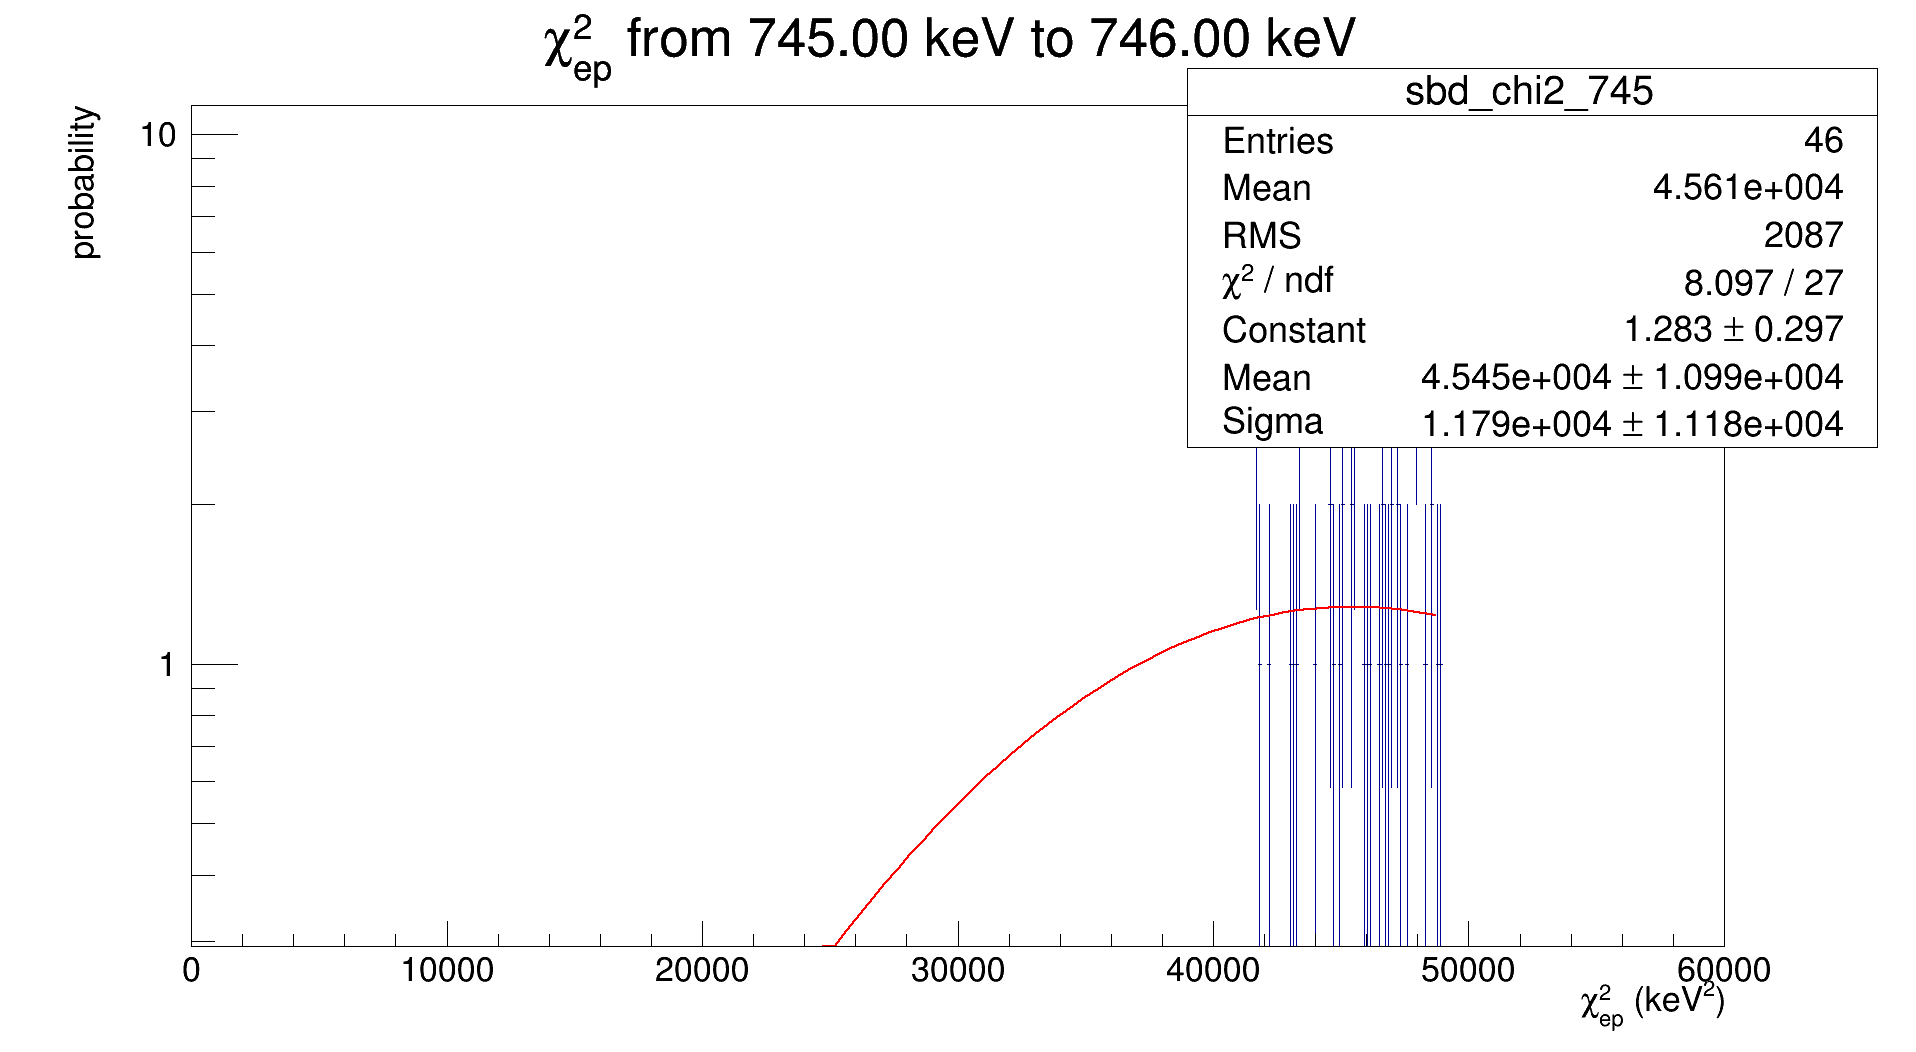 χ²ep from 745.00 keV to 746.00 keV
sbd_chi2_745
Entries 46
Mean 4.561e+004
RMS 2087
χ² / ndf 8.097 / 27
Constant 1.283 ± 0.297
Mean 4.545e+004 ± 1.099e+004
Sigma 1.179e+004 ± 1.118e+004
probability
10
1
0 10000 20000 30000 40000 50000 60000
χ²ep (keV²)